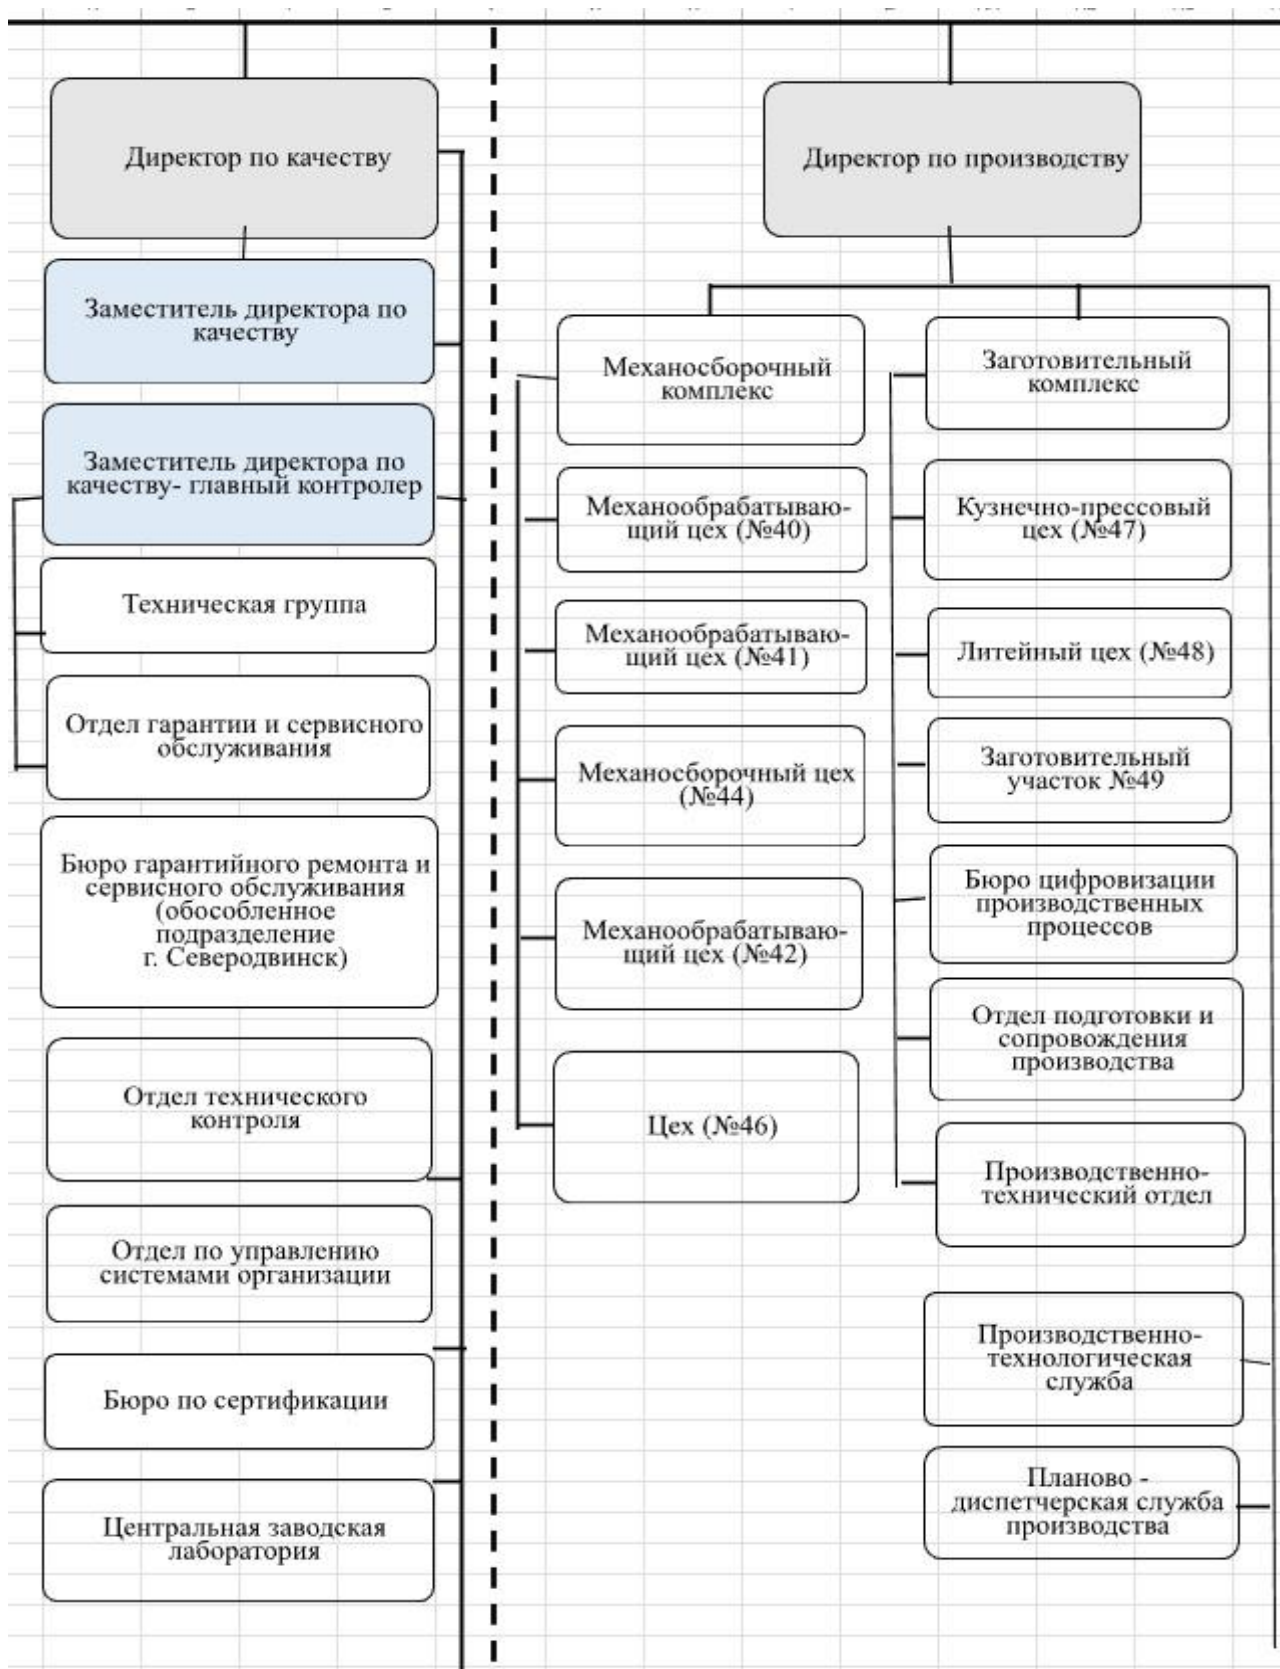 Директор по качеству
Заместитель директора по
качеству
Заместитель директора по
качеству- главный контролер
Техническая группа
Отдел гарантии и сервисного
обслуживания
Бюро гарантийного ремонта и
сервисного обслуживания
(обособленное
подразделение
г. Северодвинск)
Отдел технического
контроля
Отдел по управлению
системами организации
Бюро по сертификации
Центральная заводская
лаборатория
Директор по производству
Механосборочный
комплекс
Механообрабатываю-
щий цех (№40)
Механообрабатываю-
щий цех (№41)
Механосборочный цех
(№44)
Механообрабатываю-
щий цех (№42)
Цех (№46)
Заготовительный
комплекс
Кузнечно-прессовый
цех (№47)
Литейный цех (№48)
Заготовительный
участок №49
Бюро цифровизации
производственных
процессов
Отдел подготовки и
сопровождения
производства
Производственно-
технический отдел
Производственно-
технологическая
служба
Планово -
диспетчерская служба
производства